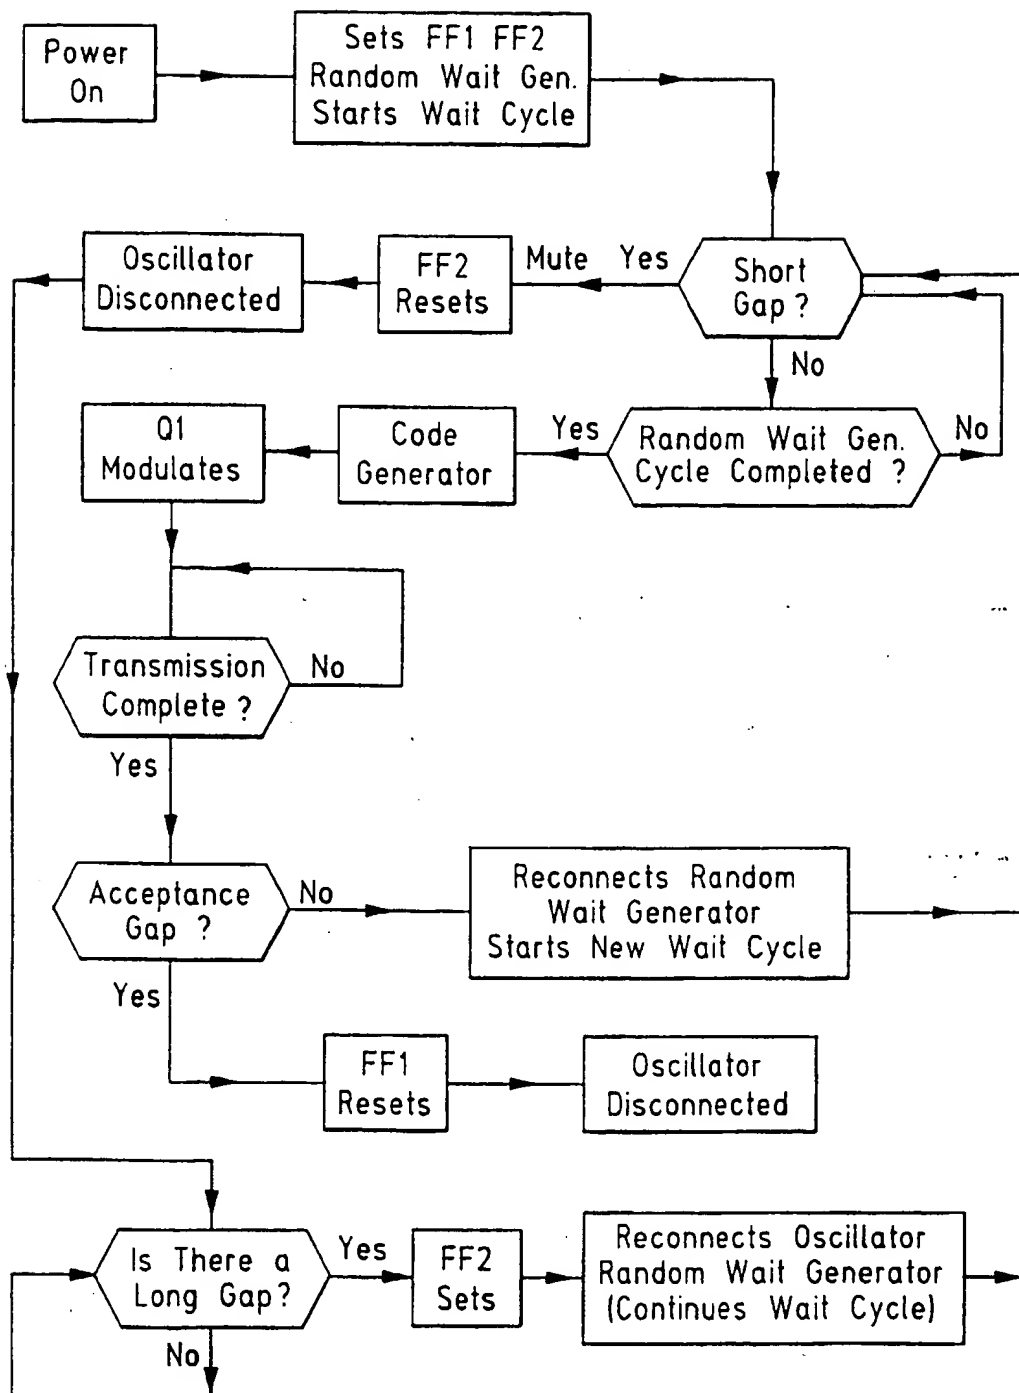 Power
On
Sets FF1 FF2
Random Wait Gen.
Starts Wait Cycle
Short
Gap ?
Yes
Mute
FF2
Resets
Oscillator
Disconnected
No
Random Wait Gen.
Cycle Completed ?
No
Yes
Code
Generator
Q1
Modulates
Transmission
Complete ?
No
Yes
Acceptance
Gap ?
No
Reconnects Random
Wait Generator
Starts New Wait Cycle
Yes
FF1
Resets
Oscillator
Disconnected
Is There a
Long Gap?
Yes
FF2
Sets
Reconnects Oscillator
Random Wait Generator
(Continues Wait Cycle)
No